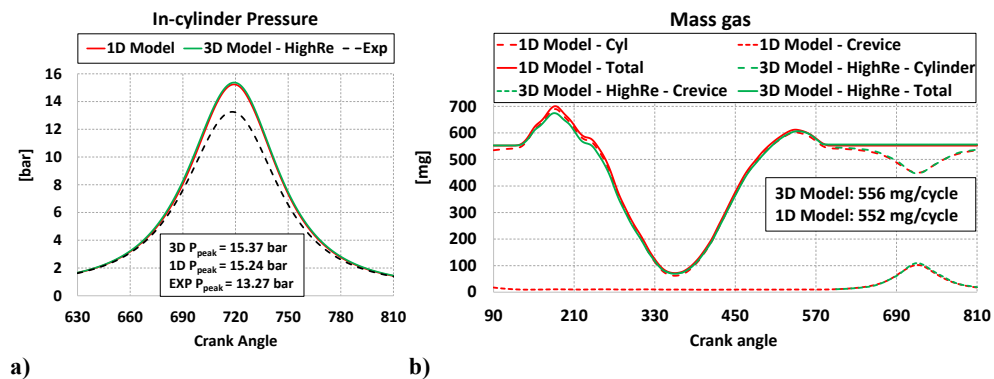 In-cylinder Pressure
1D Model 3D Model - HighRe Exp
16
14
12
10
8
6
4
2
0
[bar]
3D Ppeak = 15.37 bar
1D Ppeak = 15.24 bar
EXP Ppeak = 13.27 bar
630 660 690 720 750 780 810
Crank Angle
a)
Mass gas
1D Model - Cyl 1D Model - Crevice
1D Model - Total 3D Model - HighRe - Cylinder
3D Model - HighRe - Crevice 3D Model - HighRe - Total
700
600
500
400
300
200
100
0
[mg]
3D Model: 556 mg/cycle
1D Model: 552 mg/cycle
90 210 330 450 570 690 810
Crank angle
b)